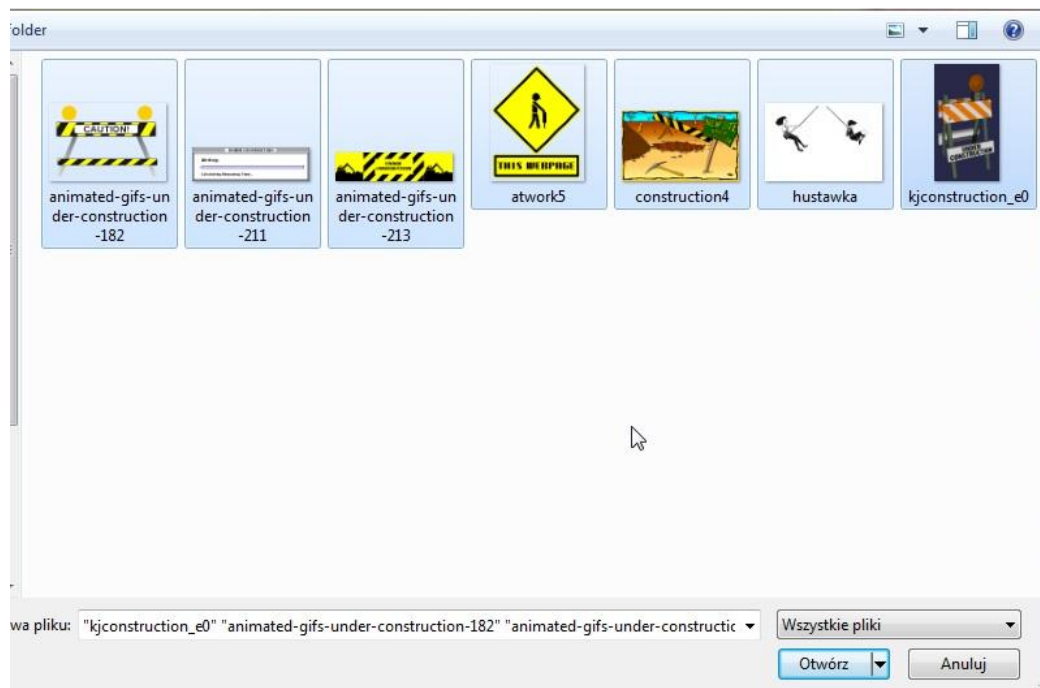 older
CAUTION!
THIS WEBPAGE
UNDER
CONSTRUCTION
animated-gifs-un
der-construction
-182
animated-gifs-un
der-construction
-211
animated-gifs-un
der-construction
-213
atwork5
construction4
hustawka
kjconstruction_e0
wa pliku:
"kjconstruction_e0" "animated-gifs-under-construction-182" "animated-gifs-under-constructic
Wszystkie pliki
Otwórz
Anuluj